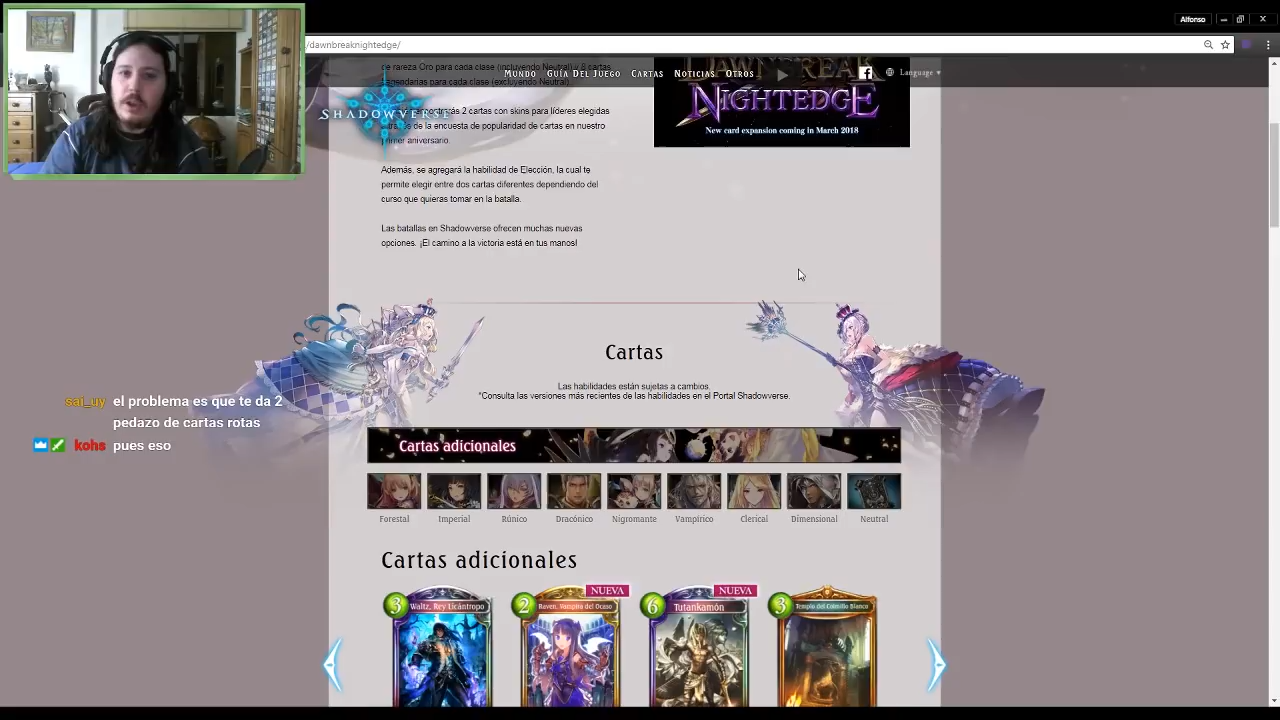 Alfonso
/dawnbreaknightedge/
de rareza Oro para cada clase (incluyendo Neutral)
Mundo Guía Del Juego Cartas Noticias Otros Language
legendarias para cada clase (excluyendo Neutral)
2 cartas con skins para líderes elegidas
de la encuesta de popularidad de cartas en nuestro
aniversario.
Shadowverse
Nightedge
New card expansion coming in March 2018
Además, se agregará la habilidad de Elección, la cual te
permite elegir entre dos cartas diferentes dependiendo del
curso que quieras tomar en la batalla.
Las batallas en Shadowverse ofrecen muchas nuevas
opciones. ¡El camino a la victoria está en tus manos!
Cartas
Las habilidades están sujetas a cambios.
*Consulta las versiones más recientes de las habilidades en el Portal Shadowverse.
sai_uy el problema es que te da 2
pedazo de cartas rotas
kohs pues eso
Cartas adicionales
Forestal Imperial Rúnico Dracónico Nigromante Vampírico Clerical Dimensional Neutral
Cartas adicionales
NUEVA NUEVA
3 Waltz, Rey Licántropo 2 Raven, Vampira del Ocaso 6 Tutankamón 3 Templo del Colmillo Blanco